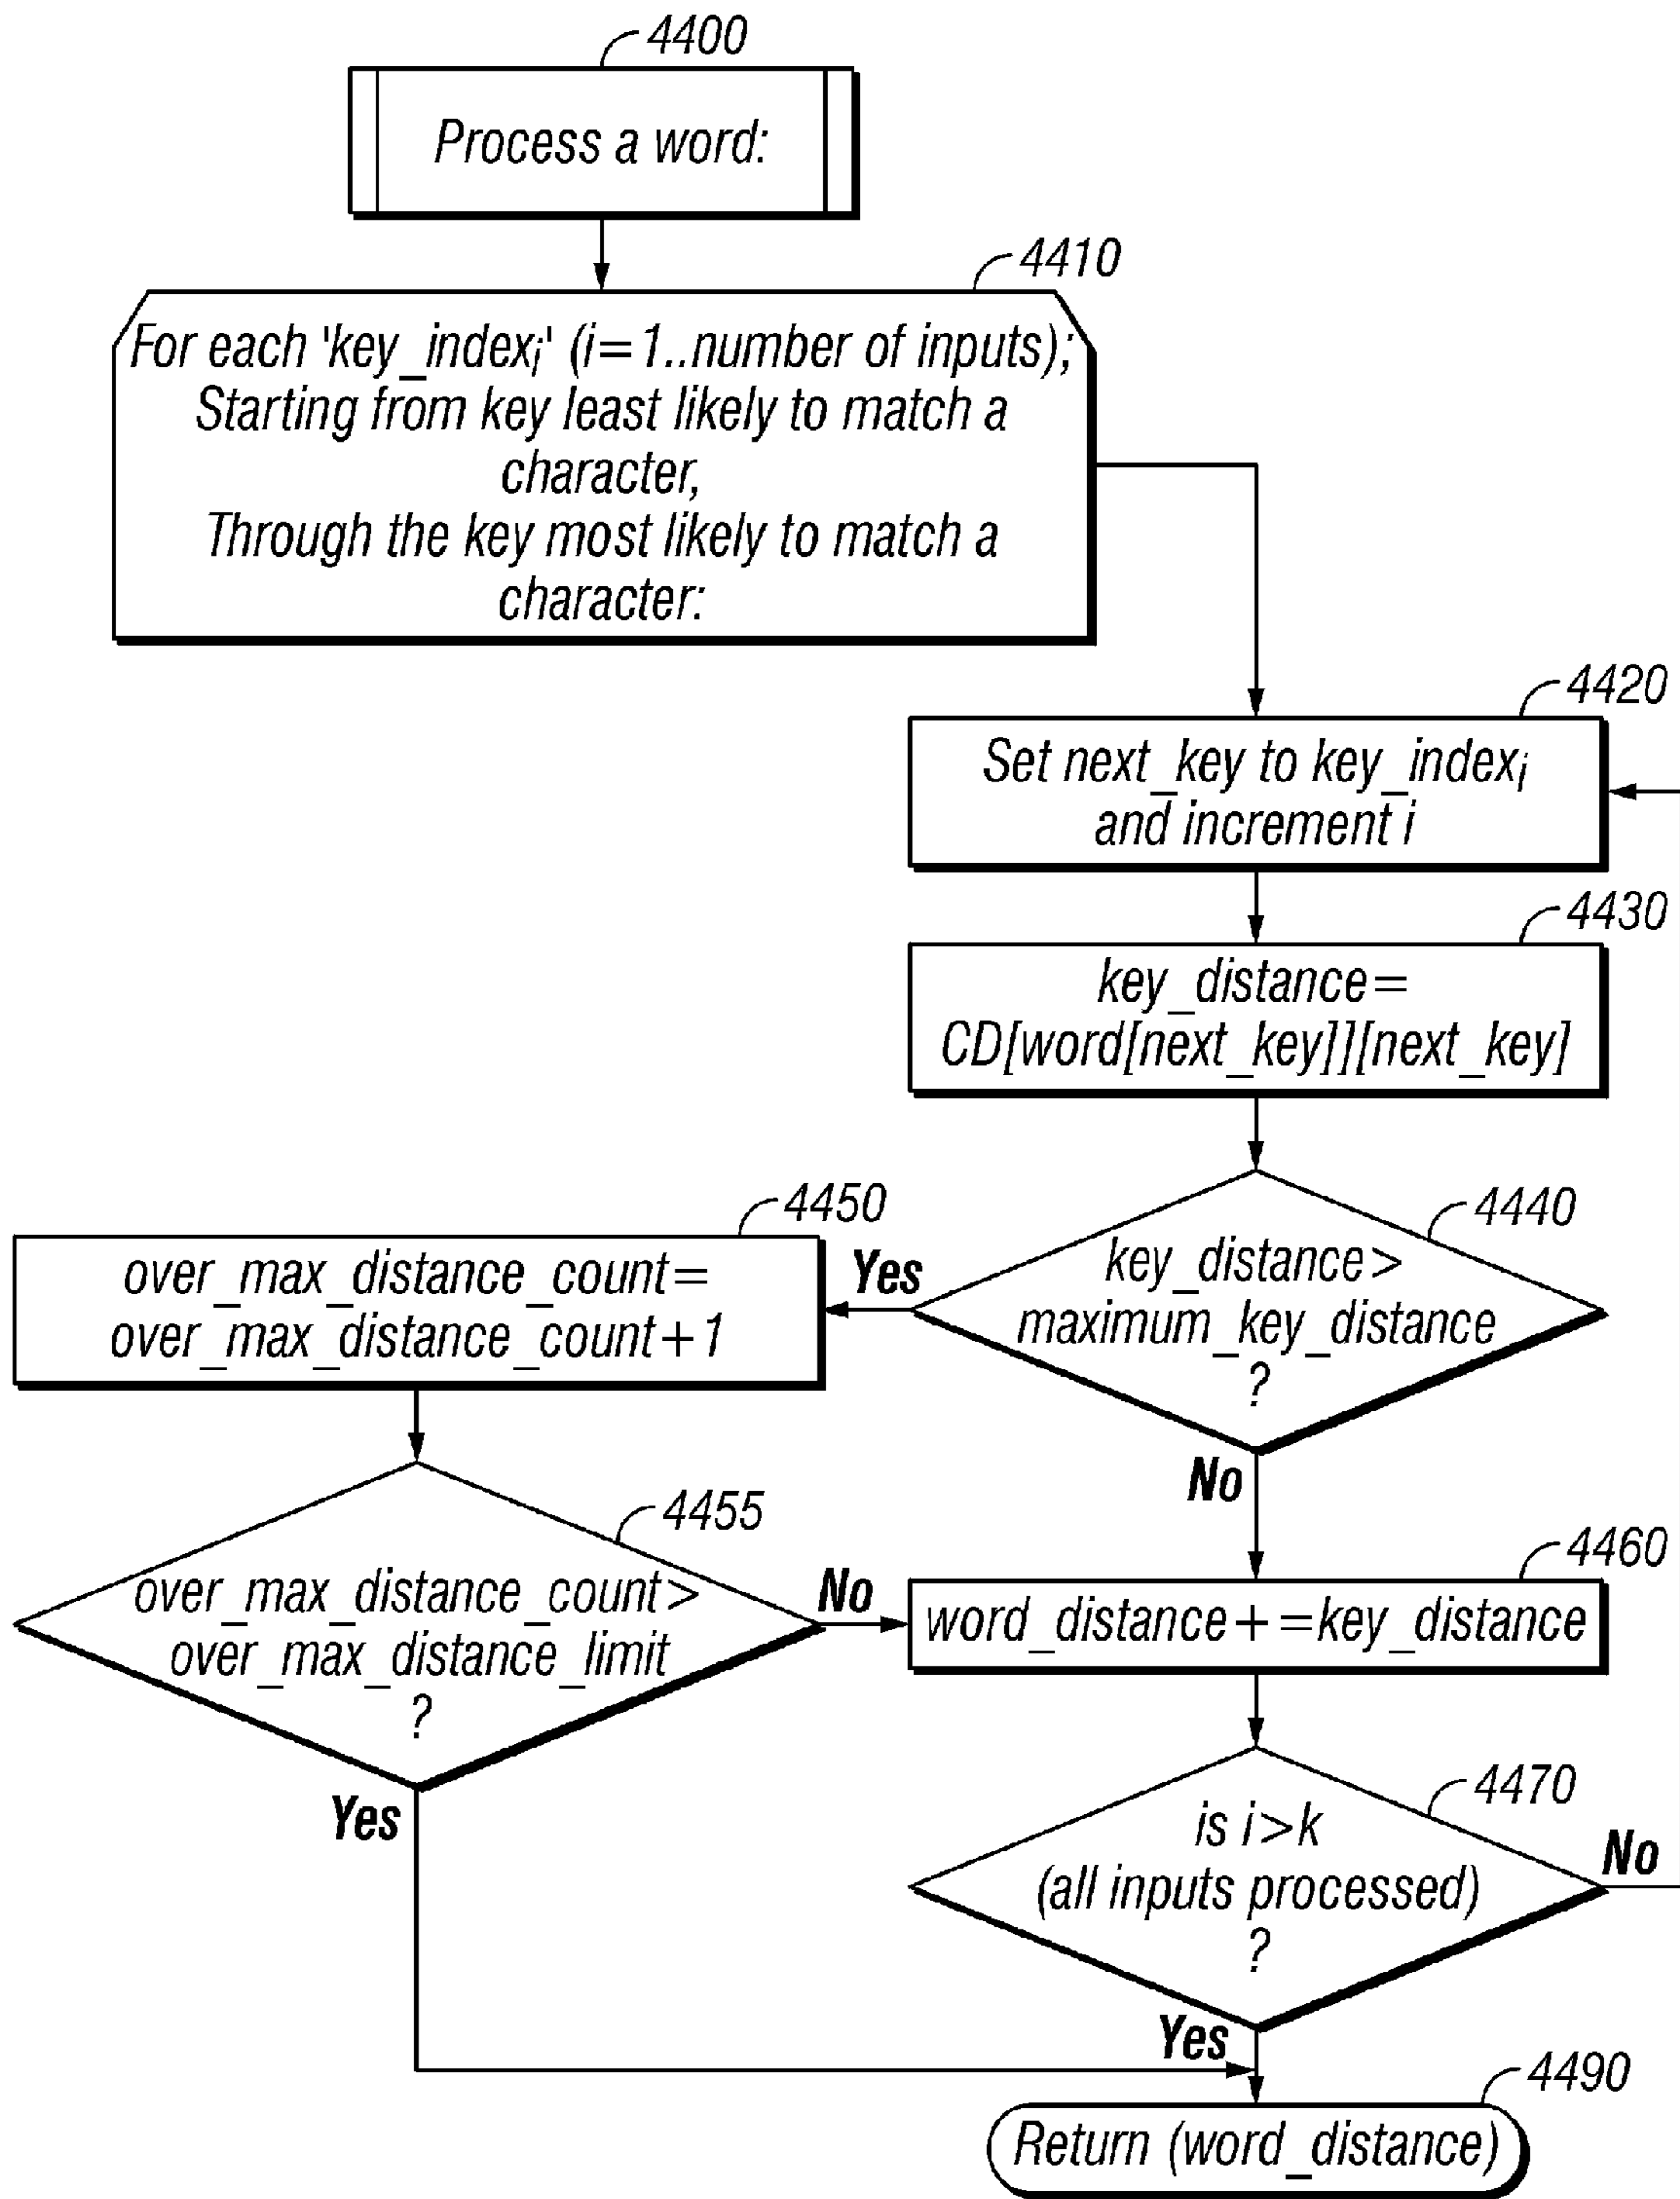 4400
Process a word:
4410
For each 'key_indexi' (i=1..number of inputs);
Starting from key least likely to match a
character,
Through the key most likely to match a
character:
4420
Set next_key to key_indexi
and increment i
4430
key_distance=
CD[word[next_key]][next_key]
4440
key_distance>
maximum_key_distance
?
Yes
No
4450
over_max_distance_count=
over_max_distance_count+1
4455
over_max_distance_count>
over_max_distance_limit
?
No
Yes
4460
word_distance+=key_distance
4470
is i>k
(all inputs processed)
?
No
Yes
4490
Return (word_distance)